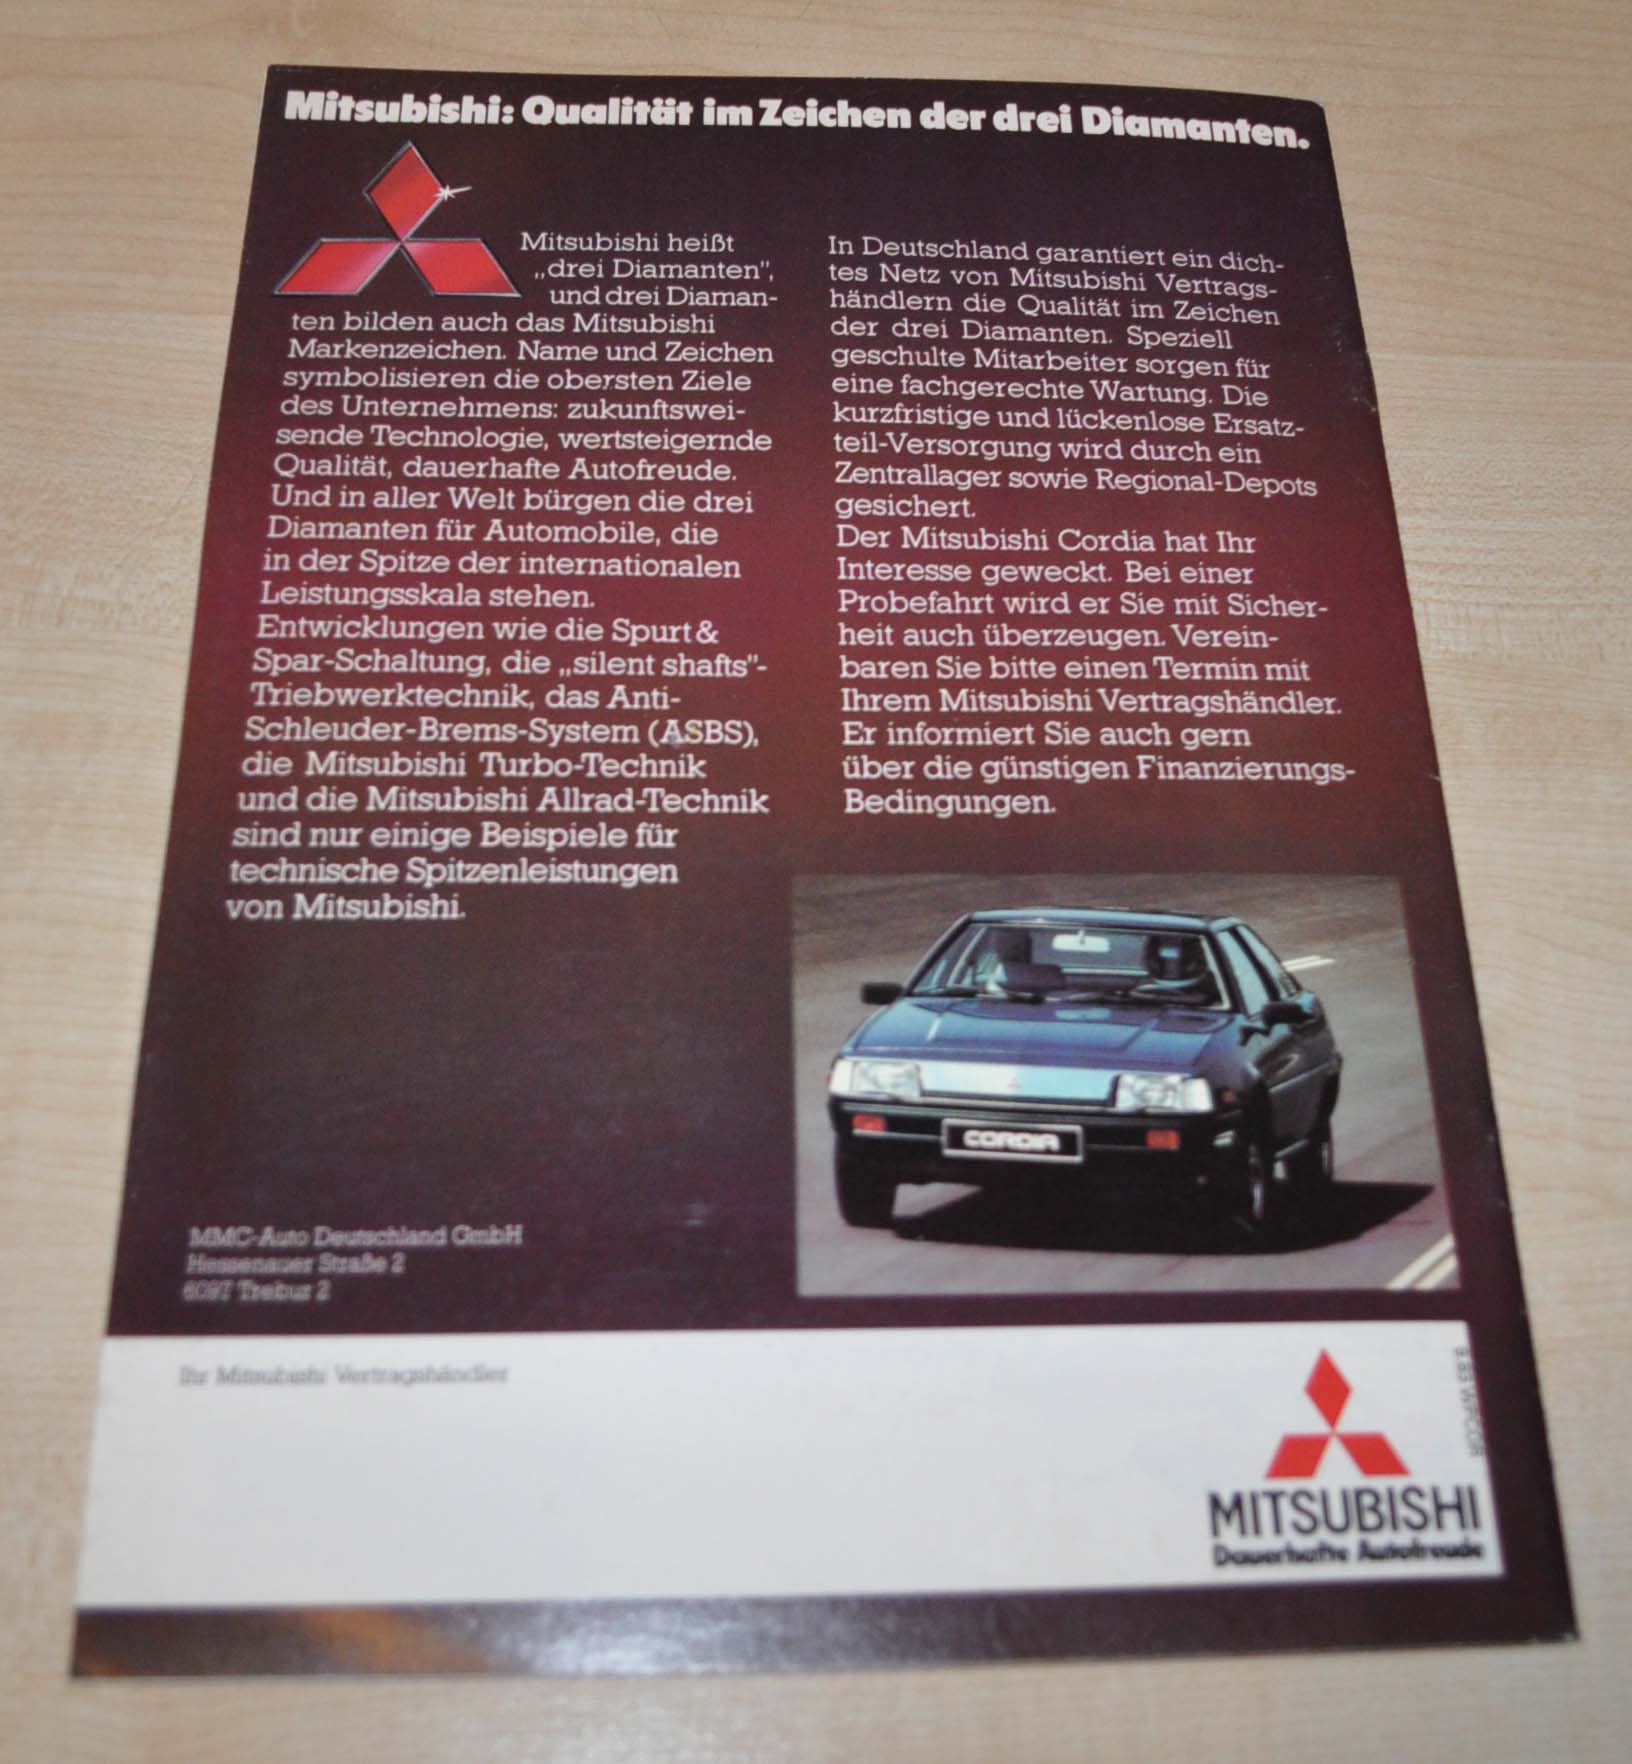 Mitsubishi: Qualität im Zeichen der drei Diamanten.
Mitsubishi heißt
„drei Diamanten",
und drei Diaman-
ten bilden auch das Mitsubishi
Markenzeichen. Name und Zeichen
symbolisieren die obersten Ziele
des Unternehmens: zukunftswei-
sende Technologie, wertsteigernde
Qualität, dauerhafte Autofreude.
Und in aller Welt bürgen die drei
Diamanten für Automobile, die
in der Spitze der internationalen
Leistungsskala stehen.
Entwicklungen wie die Spurt &
Spar-Schaltung, die „silent shafts"-
Triebwerktechnik, das Anti-
Schleuder-Brems-System (ASBS),
die Mitsubishi Turbo-Technik
und die Mitsubishi Allrad-Technik
sind nur einige Beispiele für
technische Spitzenleistungen
von Mitsubishi.
In Deutschland garantiert ein dich-
tes Netz von Mitsubishi Vertrags-
händlern die Qualität im Zeichen
der drei Diamanten. Speziell
geschulte Mitarbeiter sorgen für
eine fachgerechte Wartung. Die
kurzfristige und lückenlose Ersatz-
teil-Versorgung wird durch ein
Zentrallager sowie Regional-Depots
gesichert.
Der Mitsubishi Cordia hat Ihr
Interesse geweckt. Bei einer
Probefahrt wird er Sie mit Sicher-
heit auch überzeugen. Verein-
baren Sie bitte einen Termin mit
Ihrem Mitsubishi Vertragshändler.
Er informiert Sie auch gern
über die günstigen Finanzierungs-
Bedingungen.
CORDIA
MMC-Auto Deutschland GmbH
Hessenauer Straße 2
6097 Trebur 2
Ihr Mitsubishi Vertragshändler
9.83 WPCOR
MITSUBISHI
Dauerhafte Autofreude